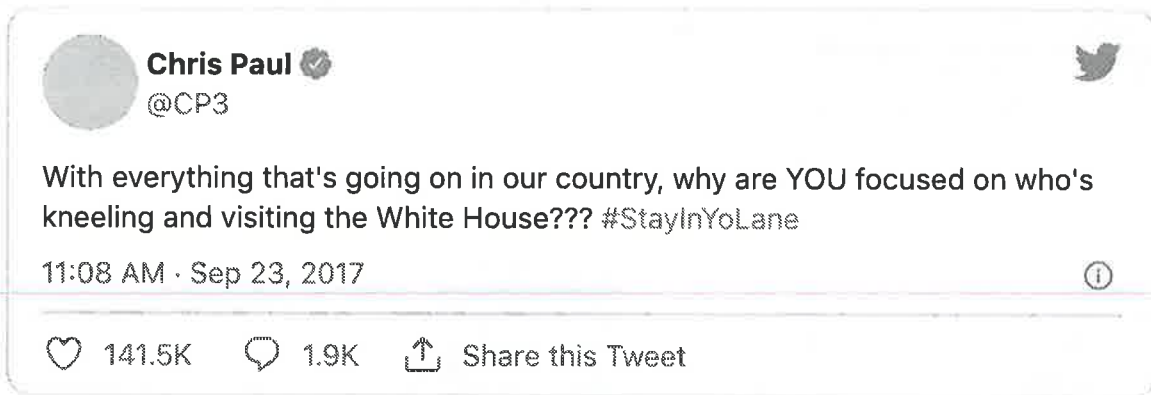 Chris Paul
@CP3
With everything that's going on in our country, why are YOU focused on who's
kneeling and visiting the White House??? #StayInYoLane
11:08 AM · Sep 23, 2017
141.5K 1.9K Share this Tweet